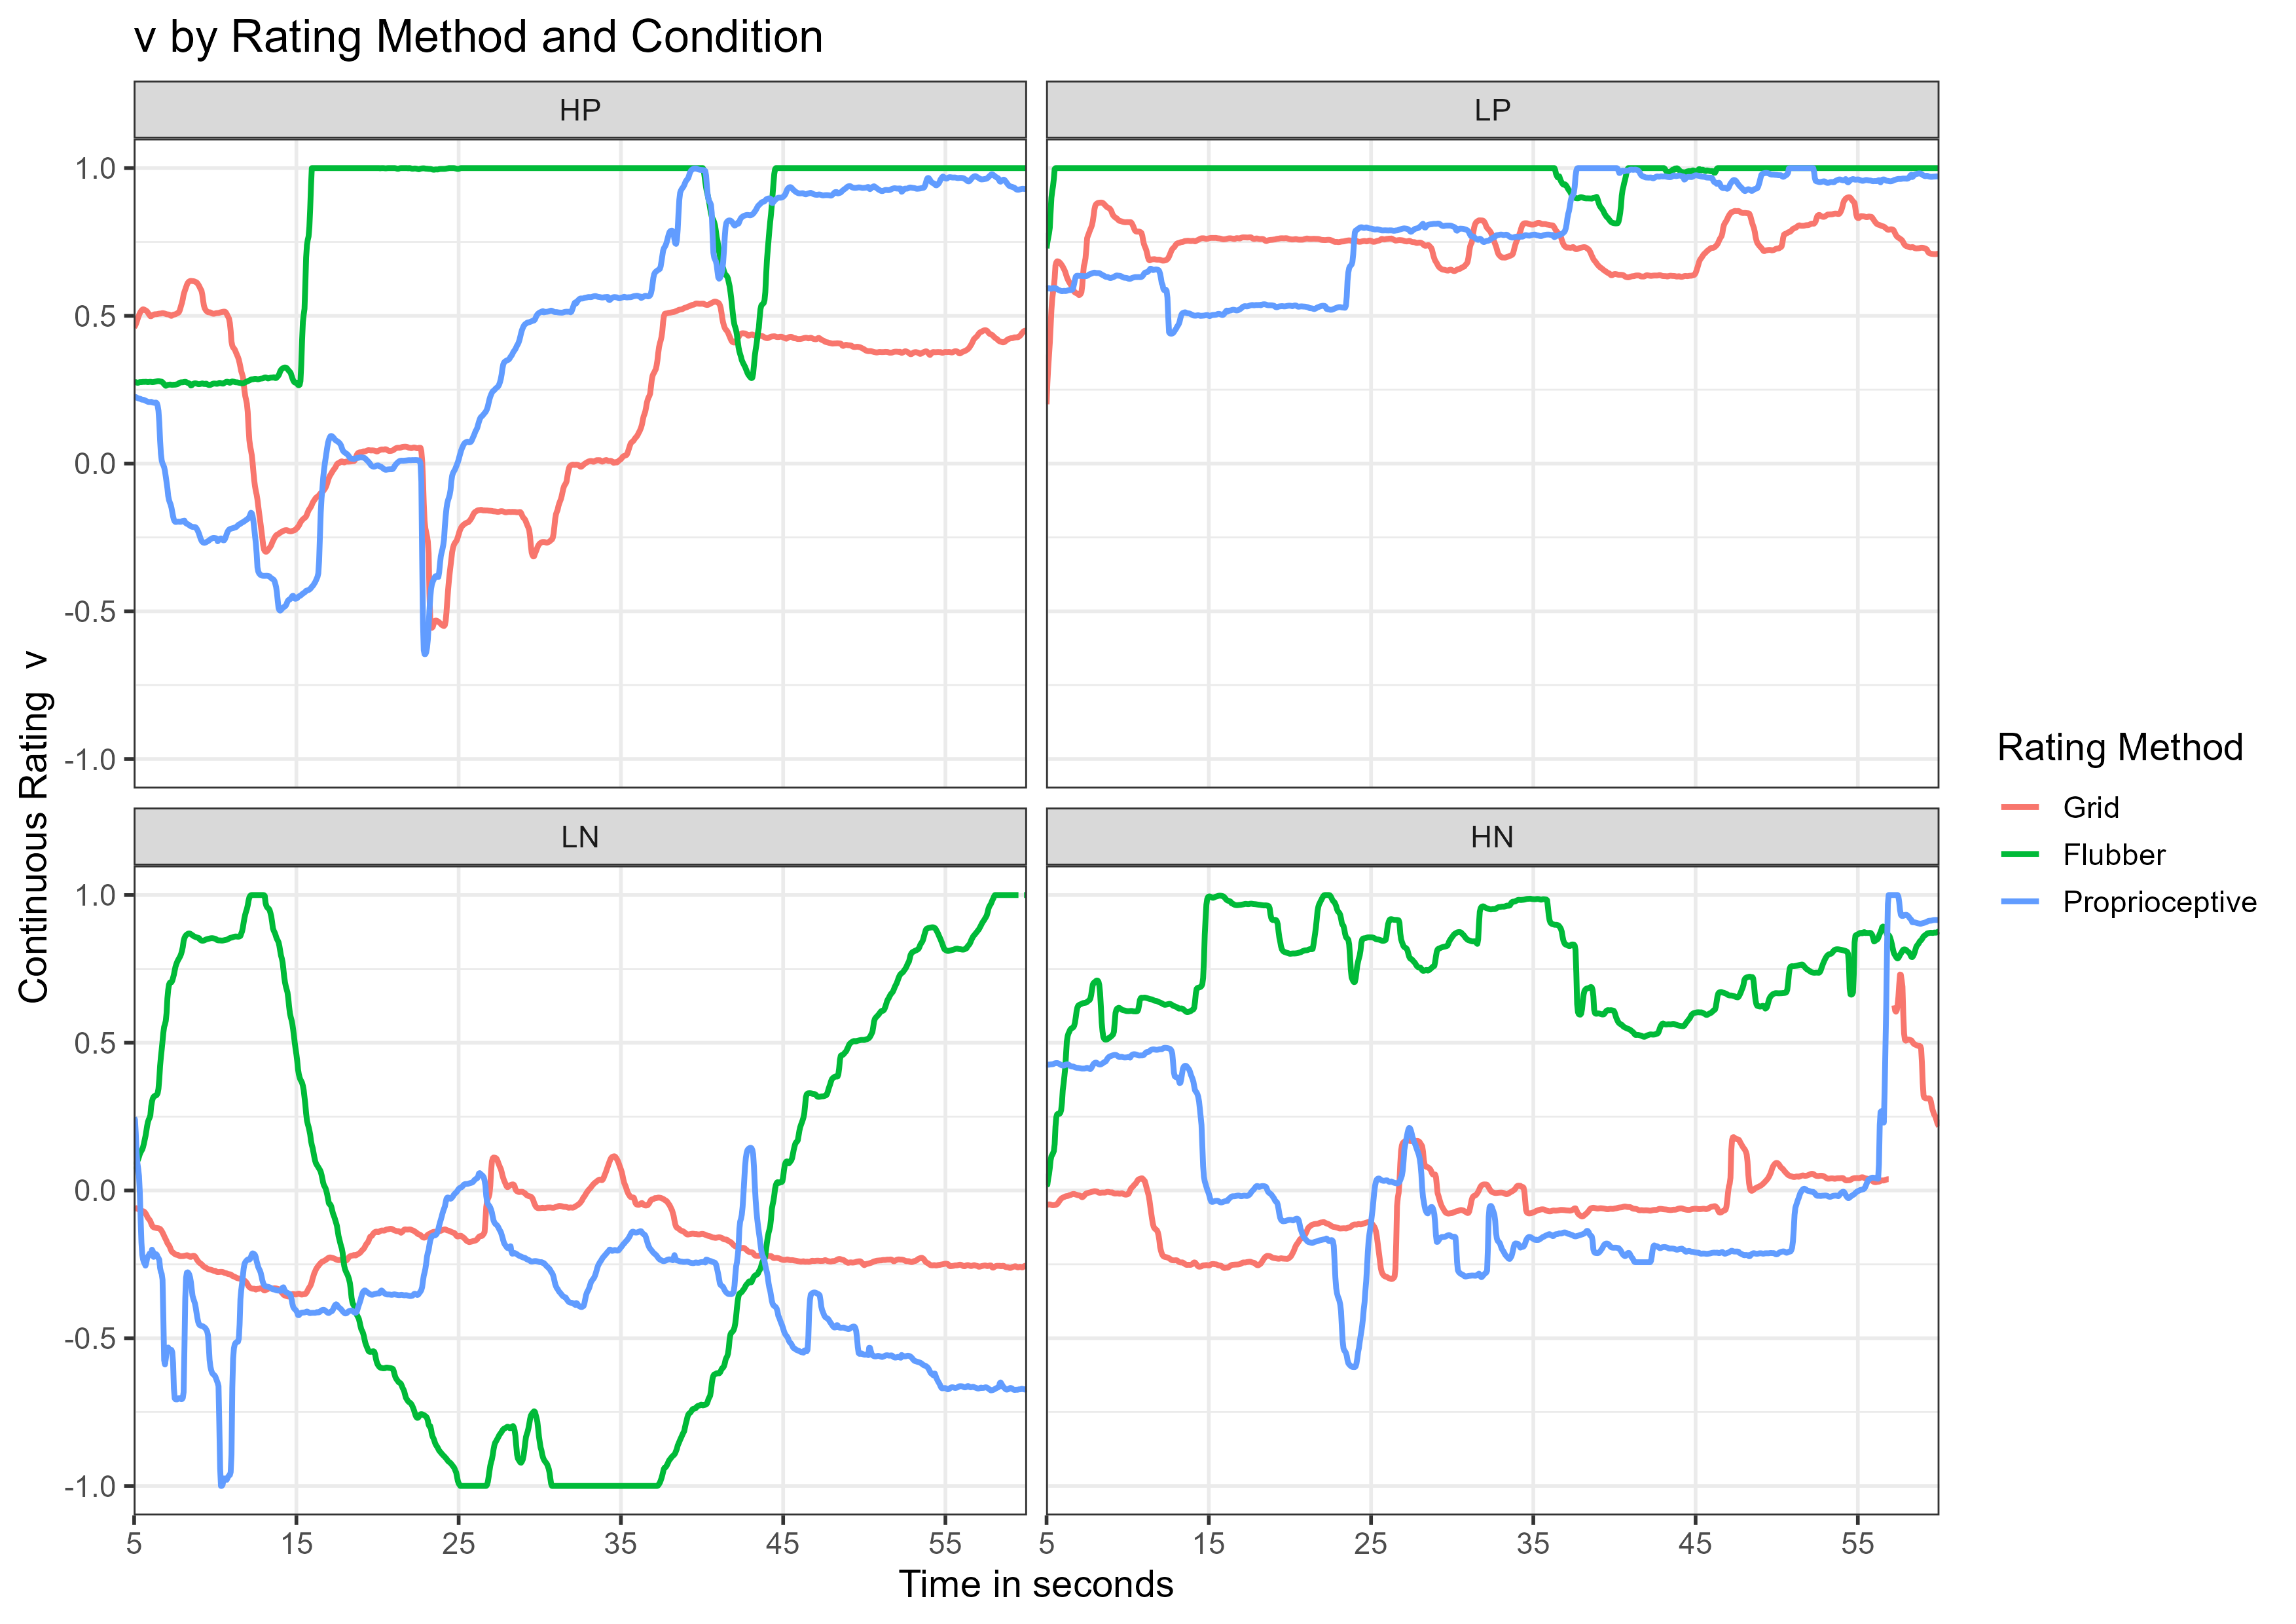 v by Rating Method and Condition
HP
LP
1.0
0.5
0.0
-0.5
-1.0
LN
HN
1.0
0.5
0.0
-0.5
-1.0
5 15 25 35 45 55
5 15 25 35 45 55
Time in seconds
Continuous Rating v
Rating Method
Grid
Flubber
Proprioceptive